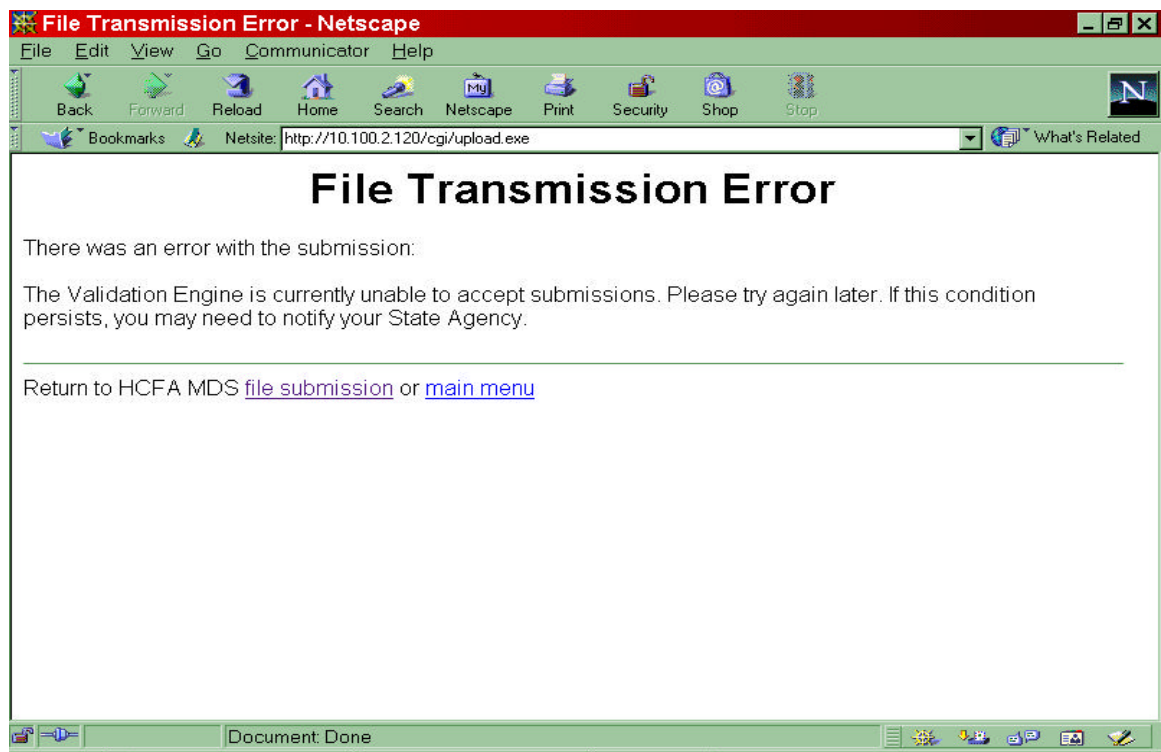 File Transmission Error - Netscape
File Edit View Go Communicator Help
My
Back Forward Reload Home Search Netscape Print Security Shop Stop
N
Bookmarks Netsite: http://10.100.2.120/cgi/upload.exe What's Related
File Transmission Error
There was an error with the submission:
The Validation Engine is currently unable to accept submissions. Please try again later. If this condition
persists, you may need to notify your State Agency.
Return to HCFA MDS file submission or main menu
Document: Done